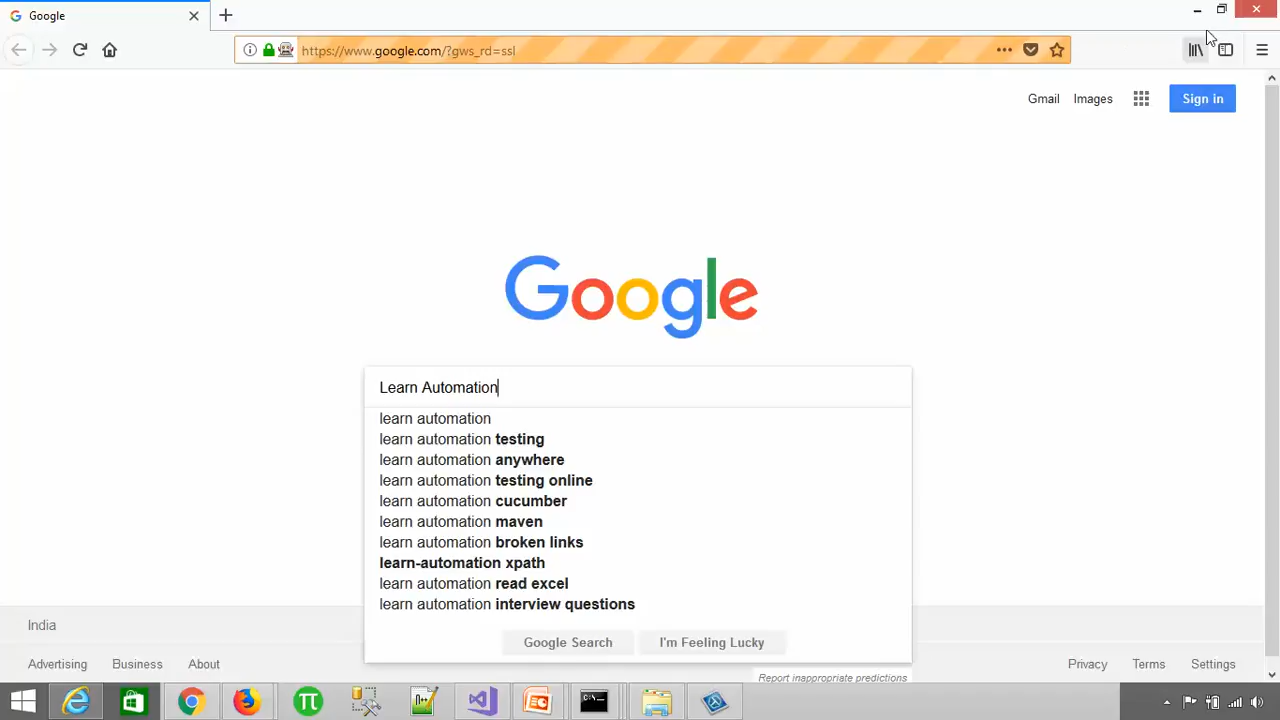 Google
https://www.google.com/?gws_rd=ssl
Gmail Images Sign in
Google
Learn Automation
learn automation
learn automation testing
learn automation anywhere
learn automation testing online
learn automation cucumber
learn automation maven
learn automation broken links
learn-automation xpath
learn automation read excel
learn automation interview questions
Google Search I'm Feeling Lucky
India
Advertising Business About Privacy Terms Settings
Report inappropriate predictions